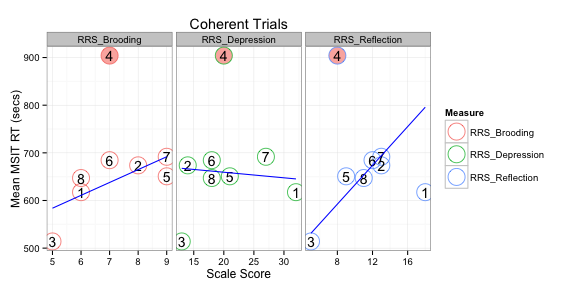 Coherent Trials
RRS_Brooding
RRS_Depression
RRS_Reflection
Mean MSIT RT (secs)
900
800
700
600
500
4
6
7
8
2
5
1
3
4
2
6
7
8
5
1
3
4
6
7
2
5
8
1
3
5 6 7 8 9
15 20 25 30
8 12 16
Scale Score
Measure
RRS_Brooding
RRS_Depression
RRS_Reflection